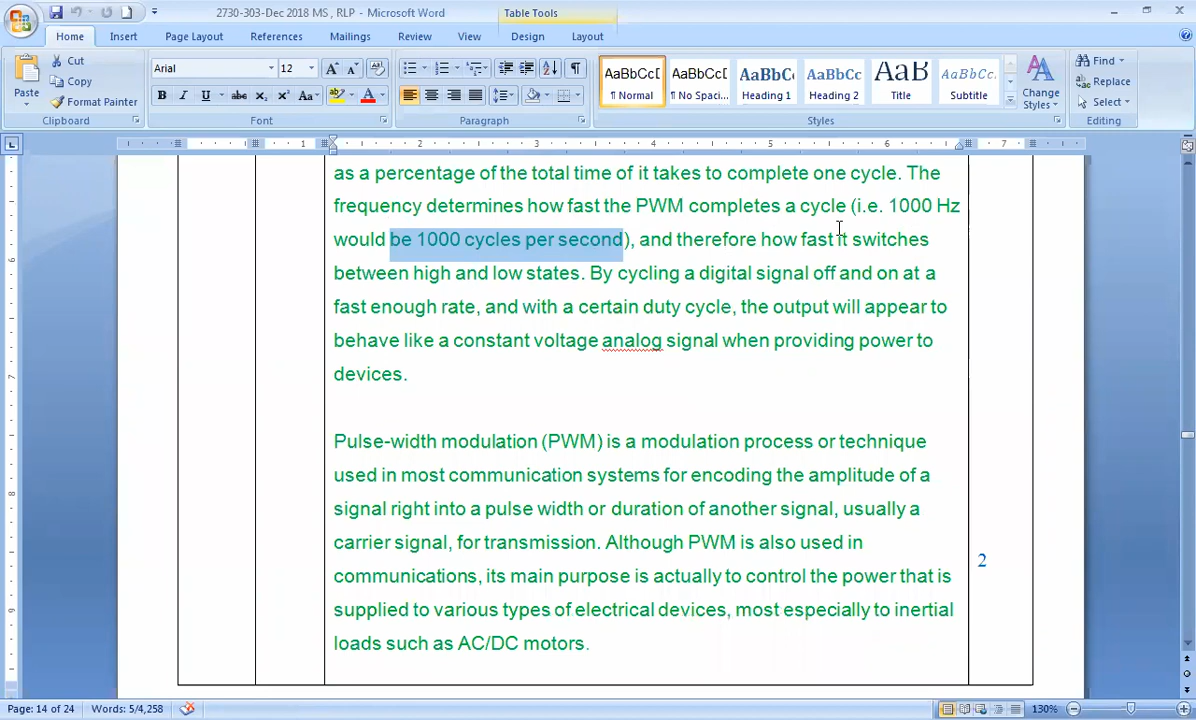 2730-303-Dec 2018 MS , RLP - Microsoft Word
Table Tools
Home Insert Page Layout References Mailings Review View Design Layout
Paste
Cut
Copy
Format Painter
Clipboard
Arial 12
Font
Paragraph
AaBbCc[ AaBbCc[ AaBbCc AaBbCc AaB AaBbCc.
¶ Normal ¶ No Spaci... Heading 1 Heading 2 Title Subtitle
Change Styles
Styles
Find
Replace
Select
Editing
1 2 3 4 5 6 7
as a percentage of the total time of it takes to complete one cycle. The
frequency determines how fast the PWM completes a cycle (i.e. 1000 Hz
would be 1000 cycles per second), and therefore how fast it switches
between high and low states. By cycling a digital signal off and on at a
fast enough rate, and with a certain duty cycle, the output will appear to
behave like a constant voltage analog signal when providing power to
devices.
Pulse-width modulation (PWM) is a modulation process or technique
used in most communication systems for encoding the amplitude of a
signal right into a pulse width or duration of another signal, usually a
carrier signal, for transmission. Although PWM is also used in
communications, its main purpose is actually to control the power that is
supplied to various types of electrical devices, most especially to inertial
loads such as AC/DC motors.
2
Page: 14 of 24 Words: 5/4,258 130%